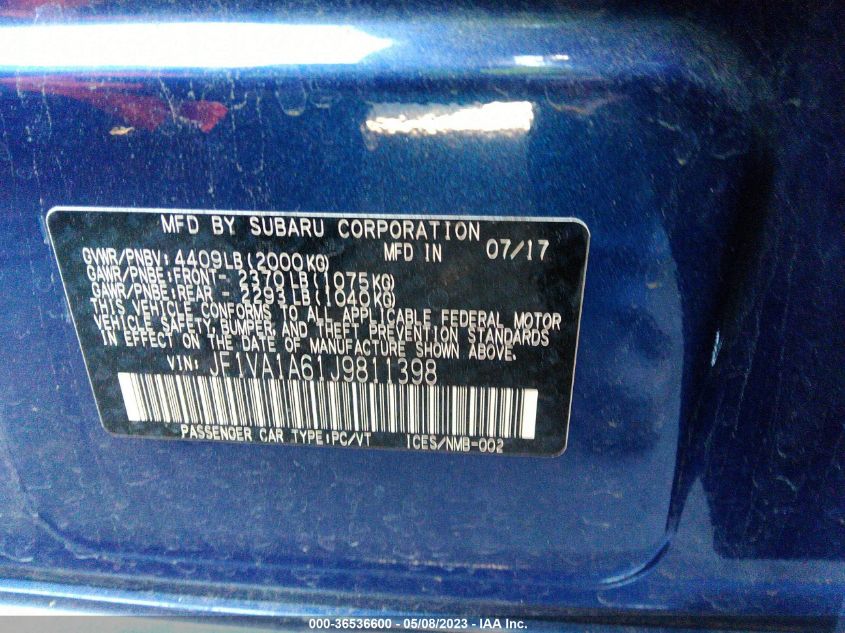 MFD BY SUBARU CORPORATION
GVWR/PNBV: 4409LB(2000KG) MFD IN 07/17
GAWR/PNBE:FRONT- 2370LB(1075KG)
GAWR/PNBE:REAR - 2293LB(1040KG)
THIS VEHICLE CONFORMS TO ALL APPLICABLE FEDERAL MOTOR
VEHICLE SAFETY, BUMPER, AND THEFT PREVENTION STANDARDS
IN EFFECT ON THE DATE OF MANUFACTURE SHOWN ABOVE.
VIN: JF1VA1A61J9811398
PASSENGER CAR TYPE:PC/VT ICES/NMB-002
000-36536600 - 05/08/2023 - IAA Inc.